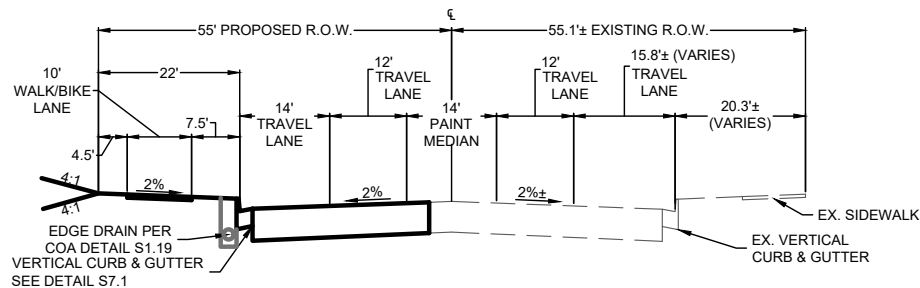 ℄
55' PROPOSED R.O.W.
55.1'± EXISTING R.O.W.
10'
WALK/BIKE
LANE
22'
7.5'
4.5'
14'
TRAVEL
LANE
12'
TRAVEL
LANE
14'
PAINT
MEDIAN
12'
TRAVEL
LANE
15.8'± (VARIES)
TRAVEL
LANE
20.3'±
(VARIES)
4:1
4:1
2%
2%
2%±
EDGE DRAIN PER
COA DETAIL S1.19
VERTICAL CURB & GUTTER
SEE DETAIL S7.1
EX. SIDEWALK
EX. VERTICAL
CURB & GUTTER